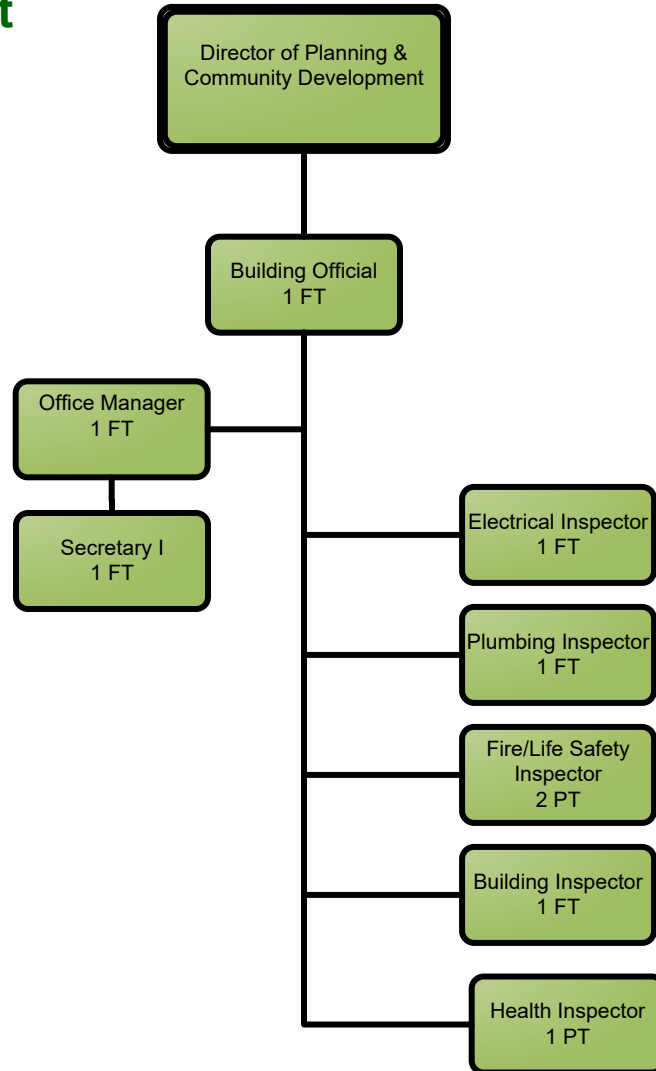 t
Director of Planning &
Community Development
Building Official
1 FT
Office Manager
1 FT
Secretary I
1 FT
Electrical Inspector
1 FT
Plumbing Inspector
1 FT
Fire/Life Safety
Inspector
2 PT
Building Inspector
1 FT
Health Inspector
1 PT